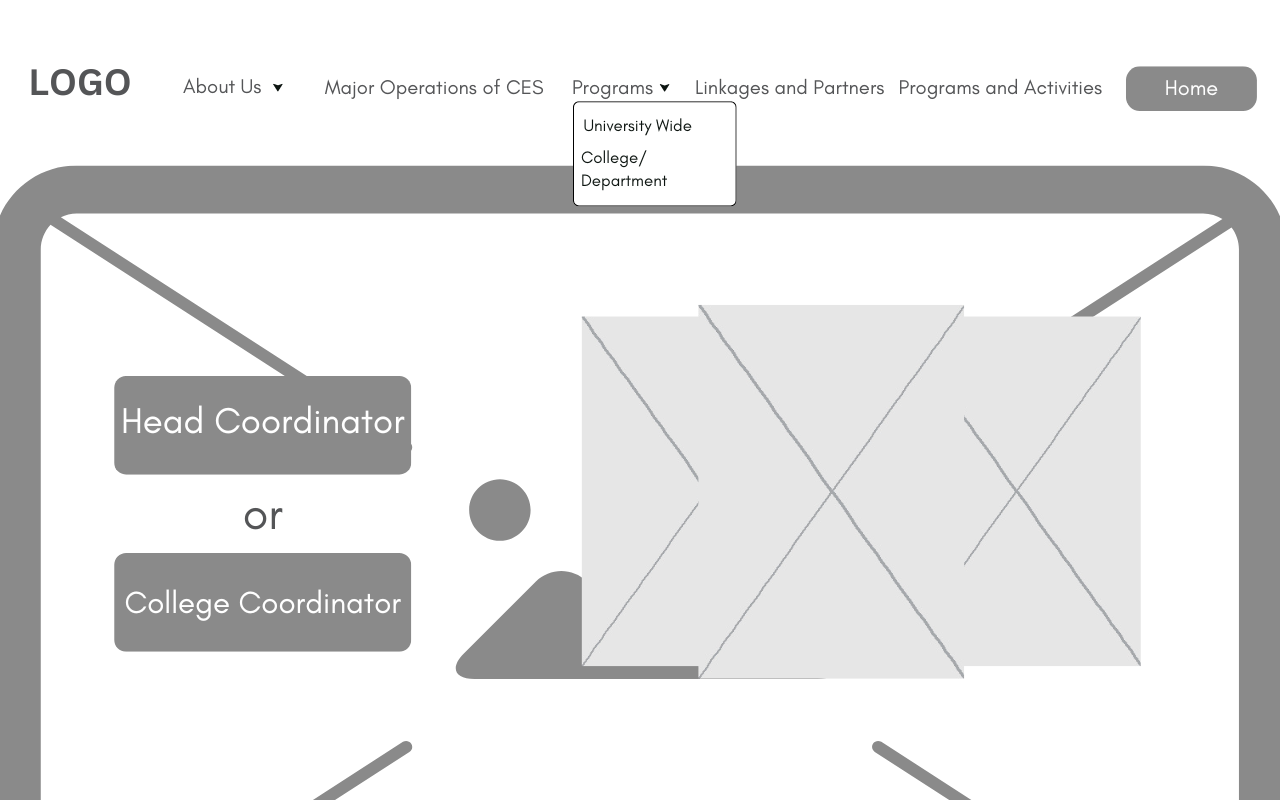 LOGO
About Us
Major Operations of CES
Programs
Linkages and Partners
Programs and Activities
Home
University Wide
College/
Department
Head Coordinator
or
College Coordinator